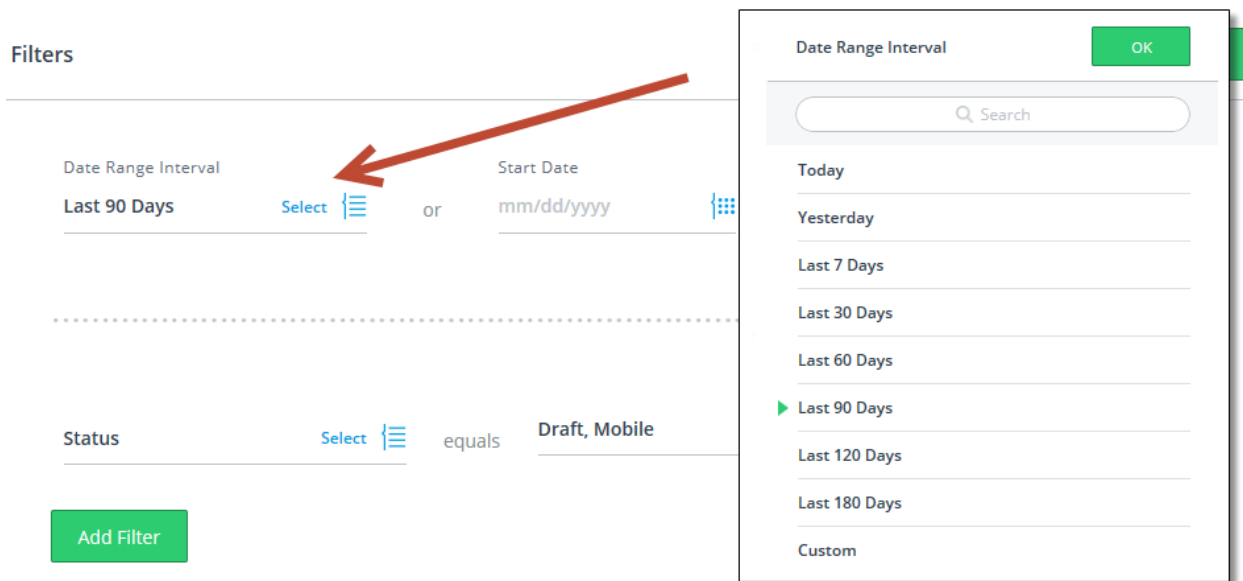 Filters
Date Range Interval
Last 90 Days Select
or
Start Date
mm/dd/yyyy
Status Select
equals
Draft, Mobile
Add Filter
Date Range Interval
OK
Search
Today
Yesterday
Last 7 Days
Last 30 Days
Last 60 Days
Last 90 Days
Last 120 Days
Last 180 Days
Custom